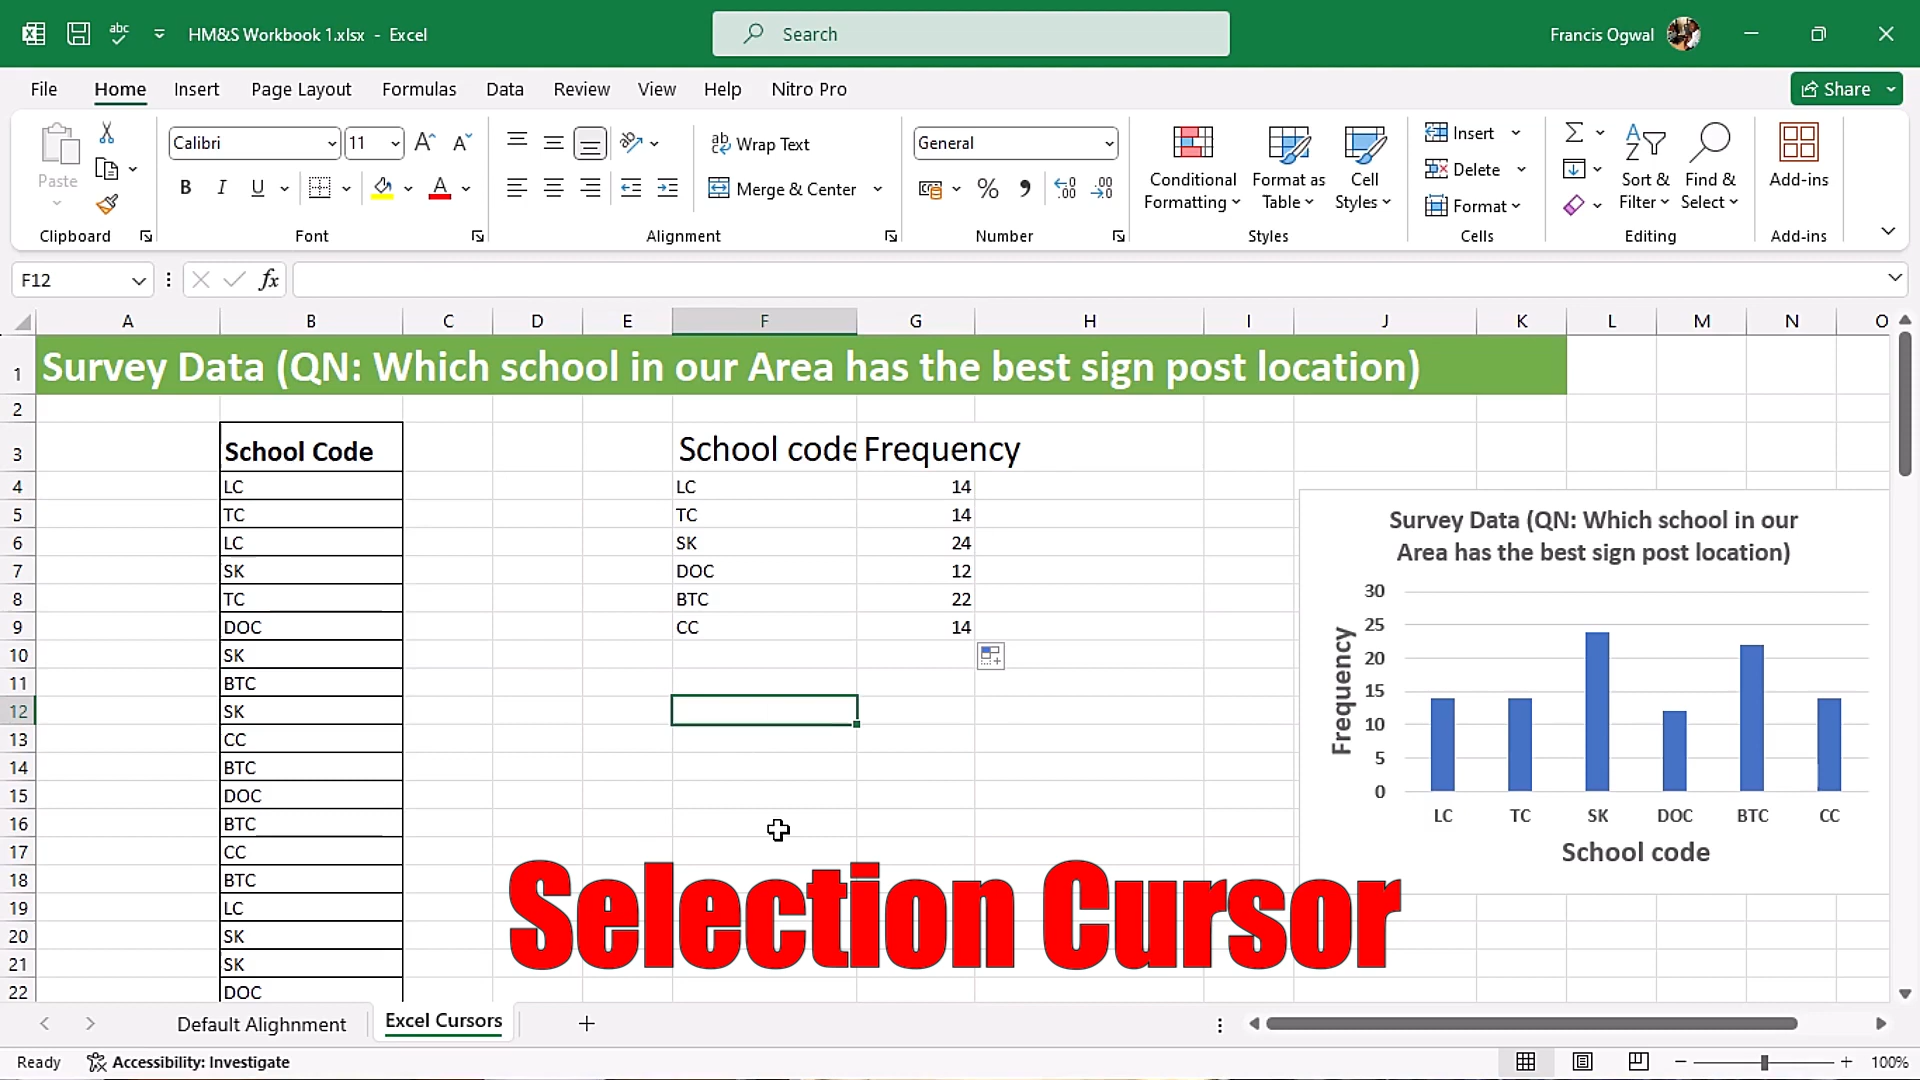 abc
HM&S Workbook 1.xlsx - Excel
Search
Francis Ogwal
File Home Insert Page Layout Formulas Data Review View Help Nitro Pro
Share
Paste
Clipboard
Calibri 11
B I U
Font
ab Wrap Text
Merge & Center
Alignment
General
Number
Conditional
Formatting
Format as
Table
Cell
Styles
Styles
Insert
Delete
Format
Cells
Sort &
Filter
Find &
Select
Editing
Add-ins
Add-ins
F12
fx
A B C D E F G H I J K L M N O
1 Survey Data (QN: Which school in our Area has the best sign post location)
2
3 School Code School code Frequency
4 LC LC 14
5 TC TC 14
6 LC SK 24
7 SK DOC 12
8 TC BTC 22
9 DOC CC 14
10 SK
11 BTC
12 SK
13 CC
14 BTC
15 DOC
16 BTC
17 CC
18 BTC
19 LC
20 SK
21 SK
22 DOC
Survey Data (QN: Which school in our
Area has the best sign post location)
Frequency
30
25
20
15
10
5
0
LC TC SK DOC BTC CC
School code
Selection Cursor
Default Alighnment Excel Cursors
Ready Accessibility: Investigate
100%